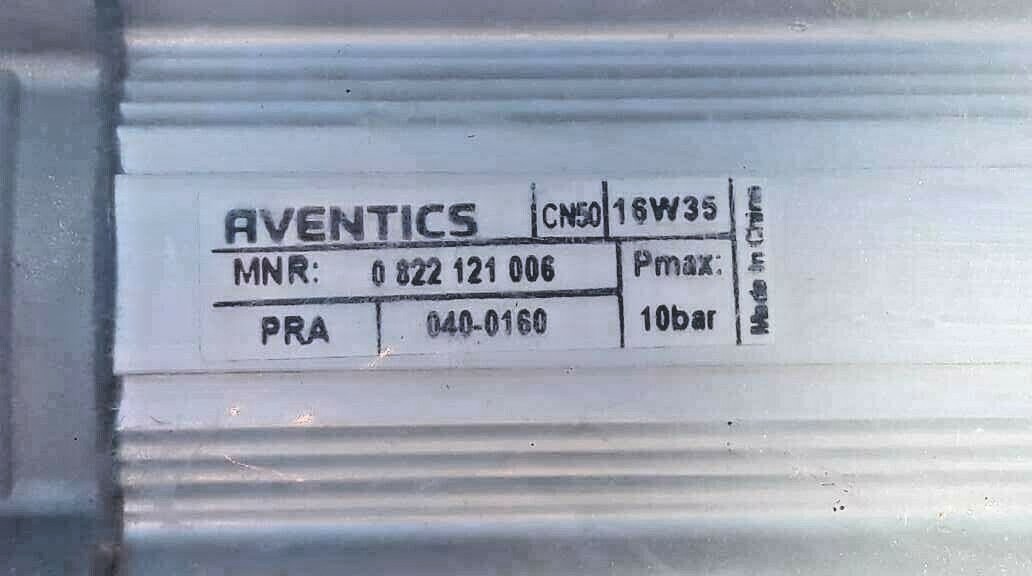 AVENTICS CN50 16W35
MNR: 0 822 121 006 Pmax:
PRA 040-0160 10bar
Made in China